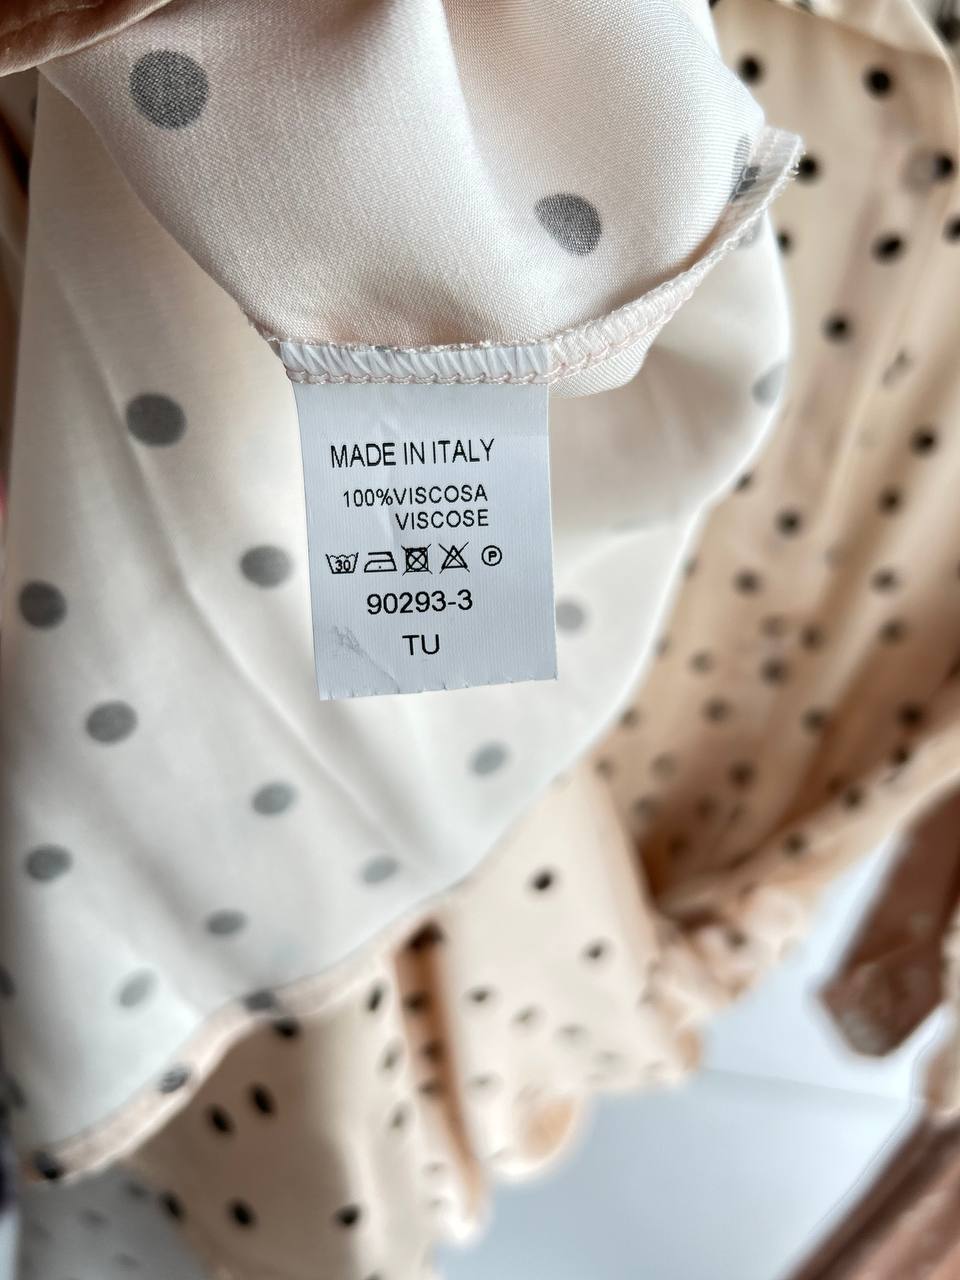 MADE IN ITALY
100%VISCOSA
VISCOSE
30 P
90293-3
TU